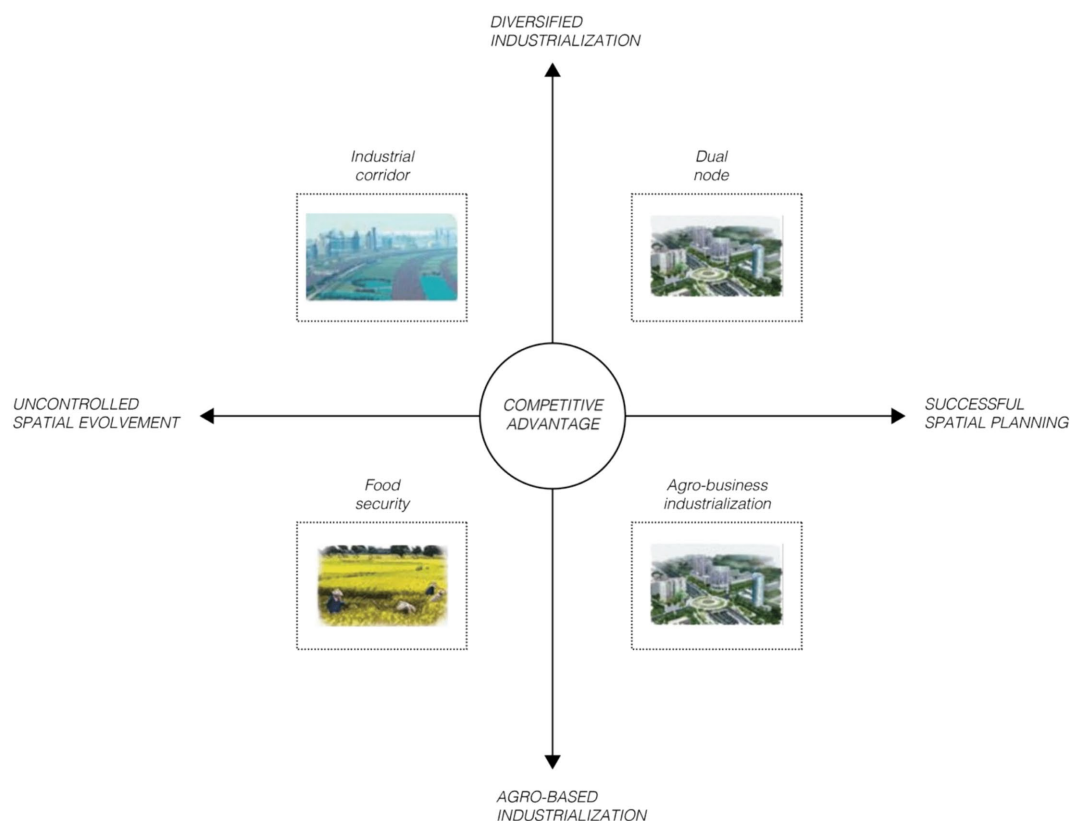 DIVERSIFIED
INDUSTRIALIZATION
Industrial
corridor
Dual
node
UNCONTROLLED
SPATIAL EVOLVEMENT
COMPETITIVE
ADVANTAGE
SUCCESSFUL
SPATIAL PLANNING
Food
security
Agro-business
industrialization
AGRO-BASED
INDUSTRIALIZATION